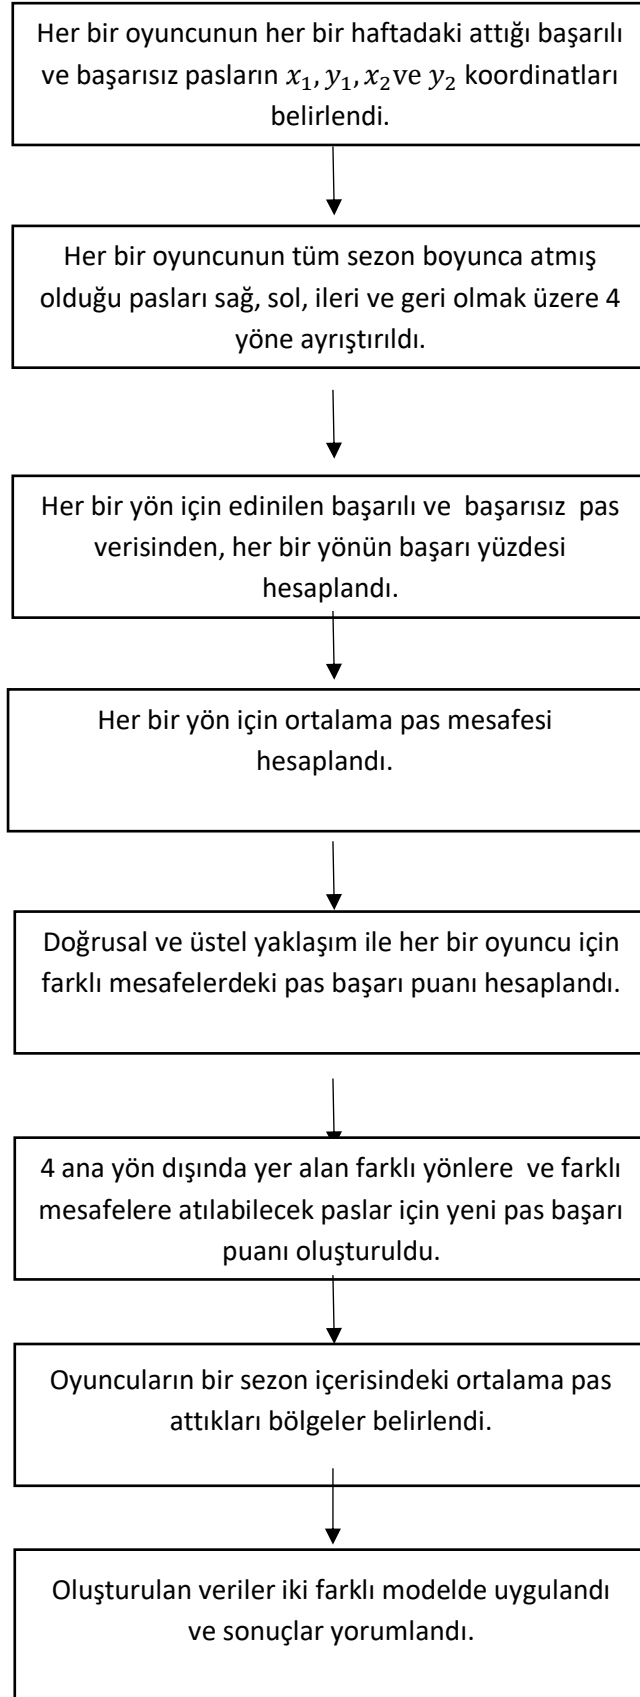 Her bir oyuncunun her bir haftadaki attığı başarılı
ve başarısız pasların x₁, y₁, x₂ve y₂ koordinatları
belirlendi.
Her bir oyuncunun tüm sezon boyunca atmış
olduğu pasları sağ, sol, ileri ve geri olmak üzere 4
yöne ayrıştırıldı.
Her bir yön için edinilen başarılı ve başarısız pas
verisinden, her bir yönün başarı yüzdesi
hesaplandı.
Her bir yön için ortalama pas mesafesi
hesaplandı.
Doğrusal ve üstel yaklaşım ile her bir oyuncu için
farklı mesafelerdeki pas başarı puanı hesaplandı.
4 ana yön dışında yer alan farklı yönlere ve farklı
mesafelere atılabilecek paslar için yeni pas başarı
puanı oluşturuldu.
Oyuncuların bir sezon içerisindeki ortalama pas
attıkları bölgeler belirlendi.
Oluşturulan veriler iki farklı modelde uygulandı
ve sonuçlar yorumlandı.